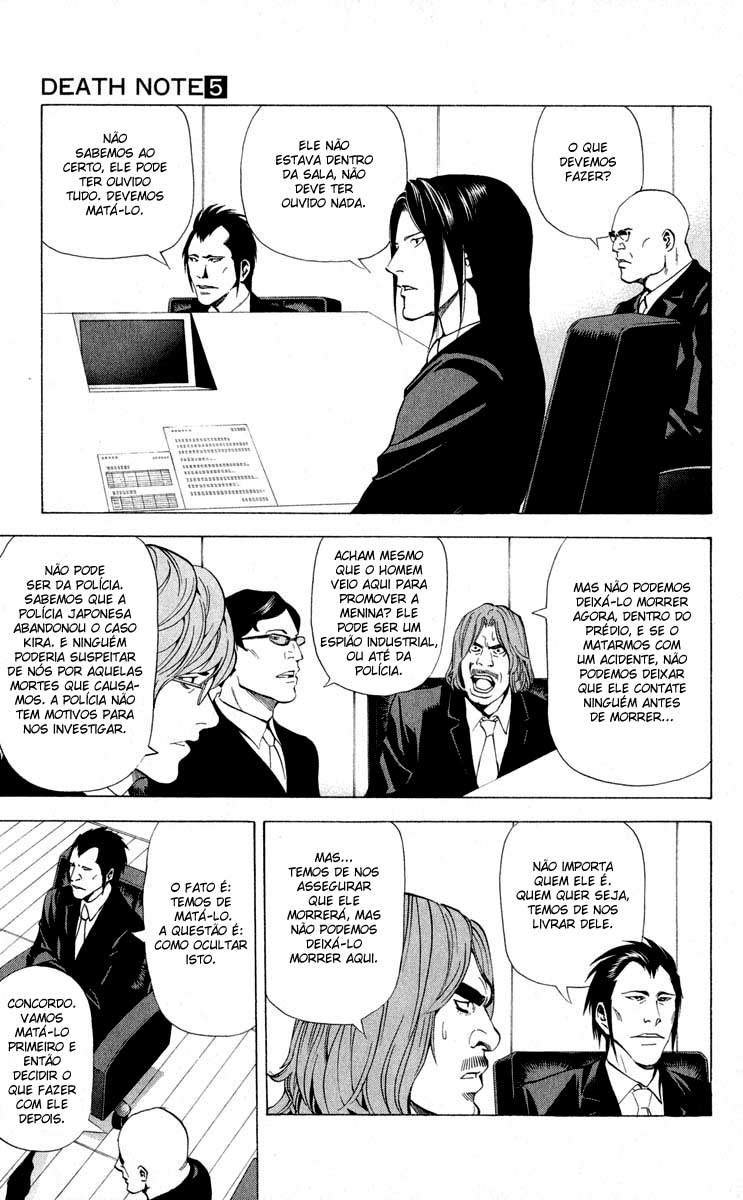 DEATH NOTE 5
O QUE
DEVEMOS
FAZER?
ELE NÃO
ESTAVA DENTRO
DA SALA, NÃO
DEVE TER
OUVIDO NADA.
NÃO
SABEMOS AO
CERTO, ELE PODE
TER OUVIDO
TUDO. DEVEMOS
MATÁ-LO.
MAS NÃO PODEMOS
DEIXÁ-LO MORRER
AGORA, DENTRO DO
PRÉDIO, E SE O
MATARMOS COM
UM ACIDENTE, NÃO
PODEMOS DEIXAR
QUE ELE CONTATE
NINGUÉM ANTES
DE MORRER...
ACHAM MESMO
QUE O HOMEM
VEIO AQUI PARA
PROMOVER A
MENINA? ELE
PODE SER UM
ESPIÃO INDUSTRIAL,
OU ATÉ DA
POLÍCIA.
NÃO PODE
SER DA POLÍCIA.
SABEMOS QUE A
POLÍCIA JAPONESA
ABANDONOU O CASO
KIRA. E NINGUÉM
PODERIA SUSPEITAR
DE NÓS POR AQUELAS
MORTES QUE CAUSA-
MOS. A POLÍCIA NÃO
TEM MOTIVOS PARA
NOS INVESTIGAR.
NÃO IMPORTA
QUEM ELE É.
QUEM QUER SEJA,
TEMOS DE NOS
LIVRAR DELE.
MAS...
TEMOS DE NOS
ASSEGURAR
QUE ELE
MORRERÁ, MAS
NÃO PODEMOS
DEIXÁ-LO
MORRER AQUI.
O FATO É:
TEMOS DE
MATÁ-LO.
A QUESTÃO É:
COMO OCULTAR
ISTO.
CONCORDO.
VAMOS
MATÁ-LO
PRIMEIRO E
ENTÃO
DECIDIR O
QUE FAZER
COM ELE
DEPOIS.